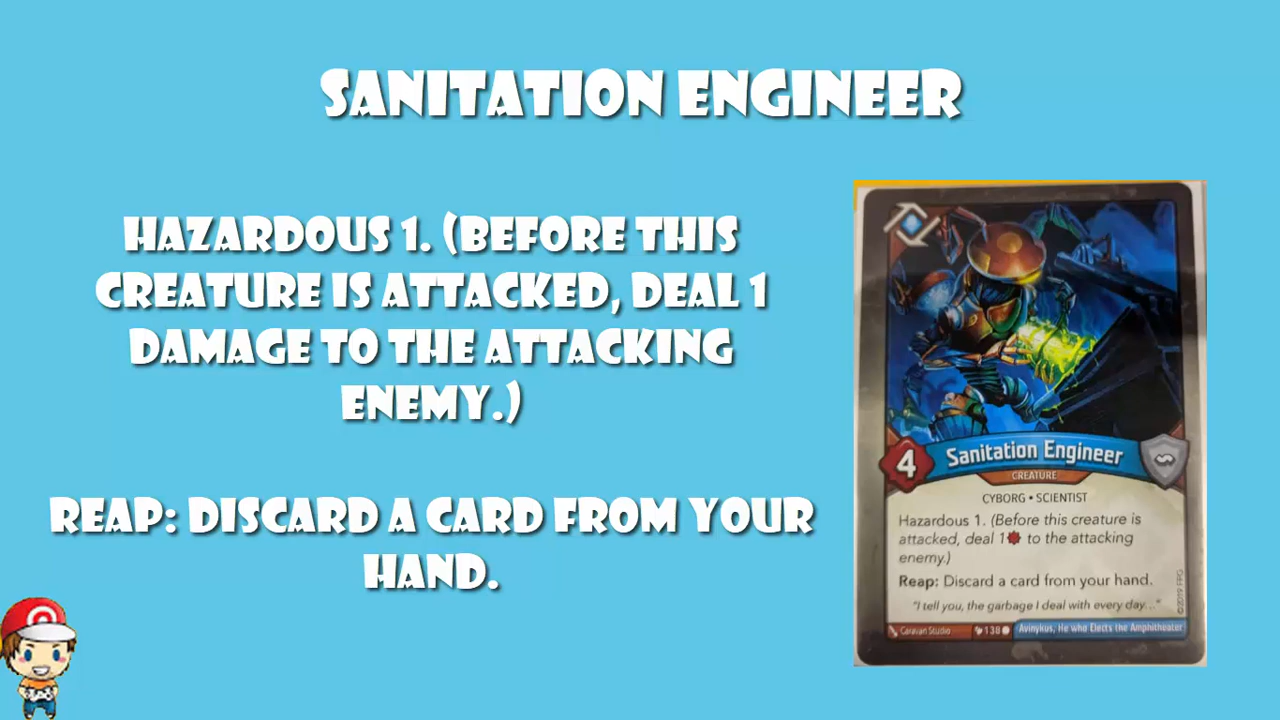 SANITATION ENGINEER
HAZARDOUS 1. (BEFORE THIS
CREATURE IS ATTACKED, DEAL 1
DAMAGE TO THE ATTACKING
ENEMY.)
REAP: DISCARD A CARD FROM YOUR
HAND.
4
Sanitation Engineer
CREATURE
CYBORG • SCIENTIST
Hazardous 1. (Before this creature is
attacked, deal 1 to the attacking
enemy.)
Reap: Discard a card from your hand.
"I tell you, the garbage I deal with every day..."
©2019 FFG
Caravan Studio
138
Avinykus, He who Elects the Amphitheater